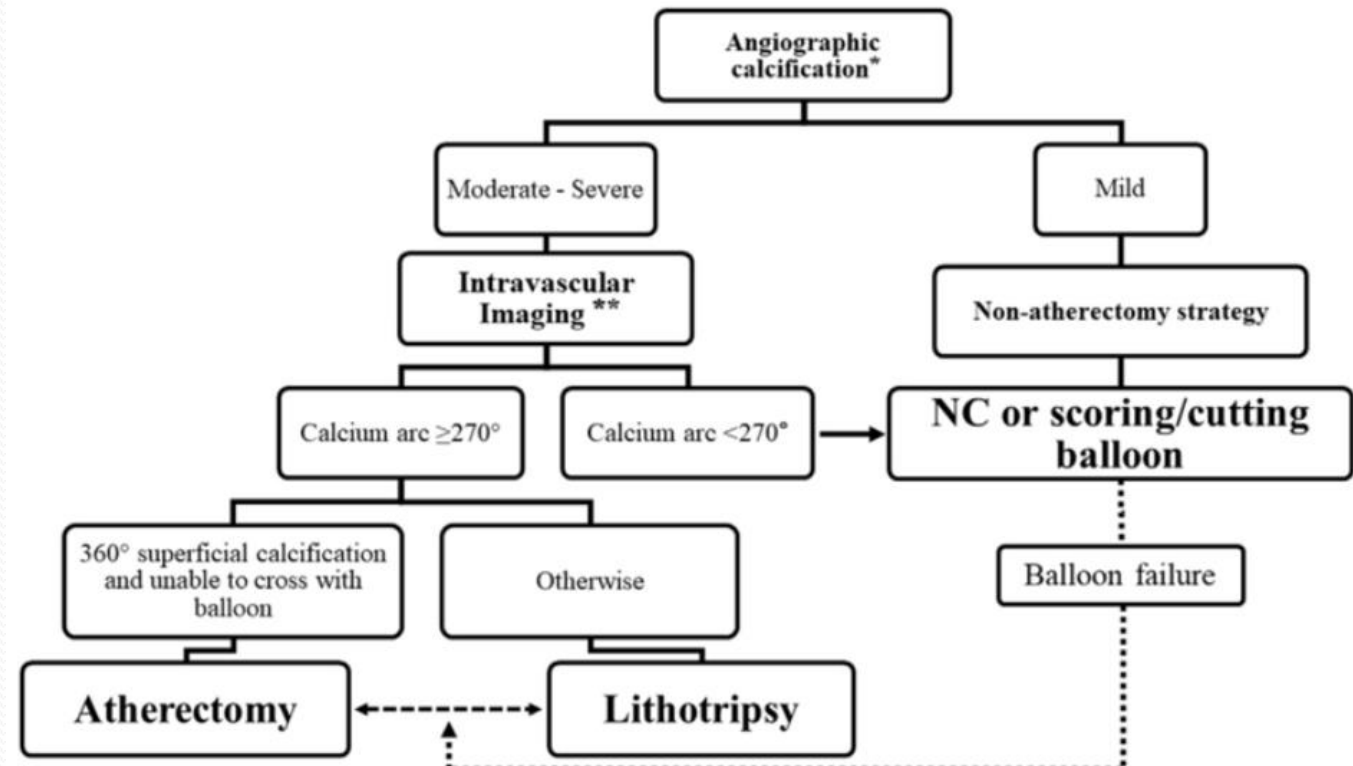 Angiographic
calcification*
Moderate - Severe
Mild
Intravascular
Imaging **
Non-atherectomy strategy
Calcium arc ≥270°
Calcium arc <270°
NC or scoring/cutting
balloon
360° superficial calcification
and unable to cross with
balloon
Otherwise
Balloon failure
Atherectomy
Lithotripsy